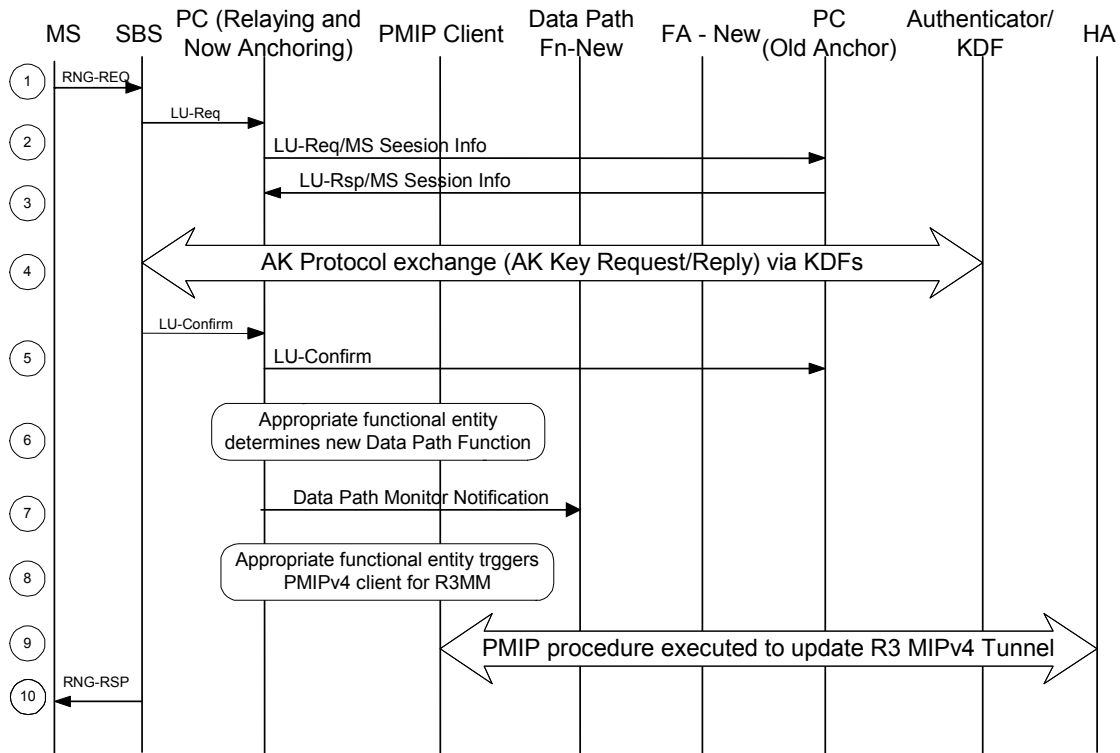 MS
SBS
PC (Relaying and
Now Anchoring)
PMIP Client
Data Path
Fn-New
FA - New
PC
(Old Anchor)
Authenticator/
KDF
HA
1
RNG-REQ
LU-Req
2
LU-Req/MS Seesion Info
LU-Rsp/MS Session Info
3
4
AK Protocol exchange (AK Key Request/Reply) via KDFs
LU-Confirm
5
LU-Confirm
6
Appropriate functional entity
determines new Data Path Function
7
Data Path Monitor Notification
8
Appropriate functional entity trggers
PMIPv4 client for R3MM
9
PMIP procedure executed to update R3 MIPv4 Tunnel
10
RNG-RSP